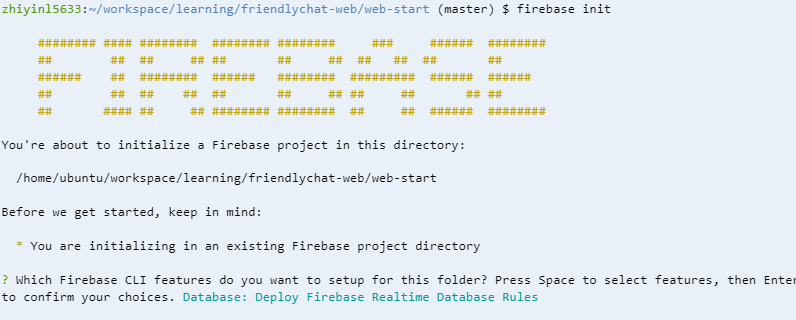 zhiyinl5633:~/workspace/learning/friendlychat-web/web-start (master) $ firebase init
######## #### ########  ######## ########     ###     ######  ########
##        ##  ##     ## ##       ##     ##  ##   ##  ##       ##
######    ##  ########  ######   ########  #########  ######  ######
##        ##  ##    ##  ##       ##     ## ##     ##       ## ##
##       #### ##     ## ######## ########  ##     ##  ######  ########
You're about to initialize a Firebase project in this directory:
/home/ubuntu/workspace/learning/friendlychat-web/web-start
Before we get started, keep in mind:
* You are initializing in an existing Firebase project directory
? Which Firebase CLI features do you want to setup for this folder? Press Space to select features, then Enter
to confirm your choices. Database: Deploy Firebase Realtime Database Rules